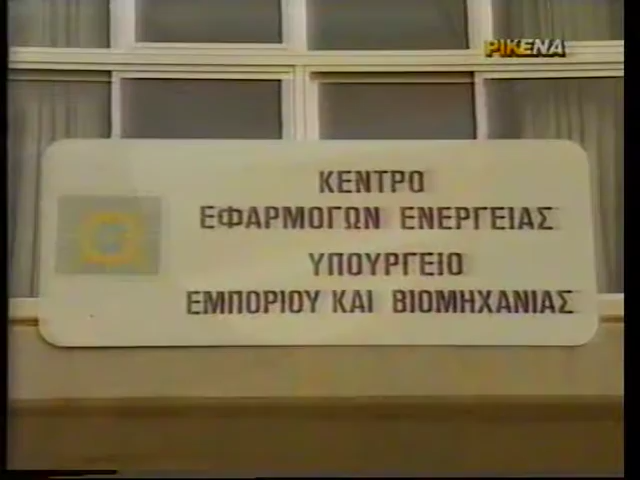 ΡΙΚΕΝΑ
ΚΕΝΤΡΟ
ΕΦΑΡΜΟΓΩΝ ΕΝΕΡΓΕΙΑΣ
ΥΠΟΥΡΓΕΙΟ
ΕΜΠΟΡΙΟΥ ΚΑΙ ΒΙΟΜΗΧΑΝΙΑΣ